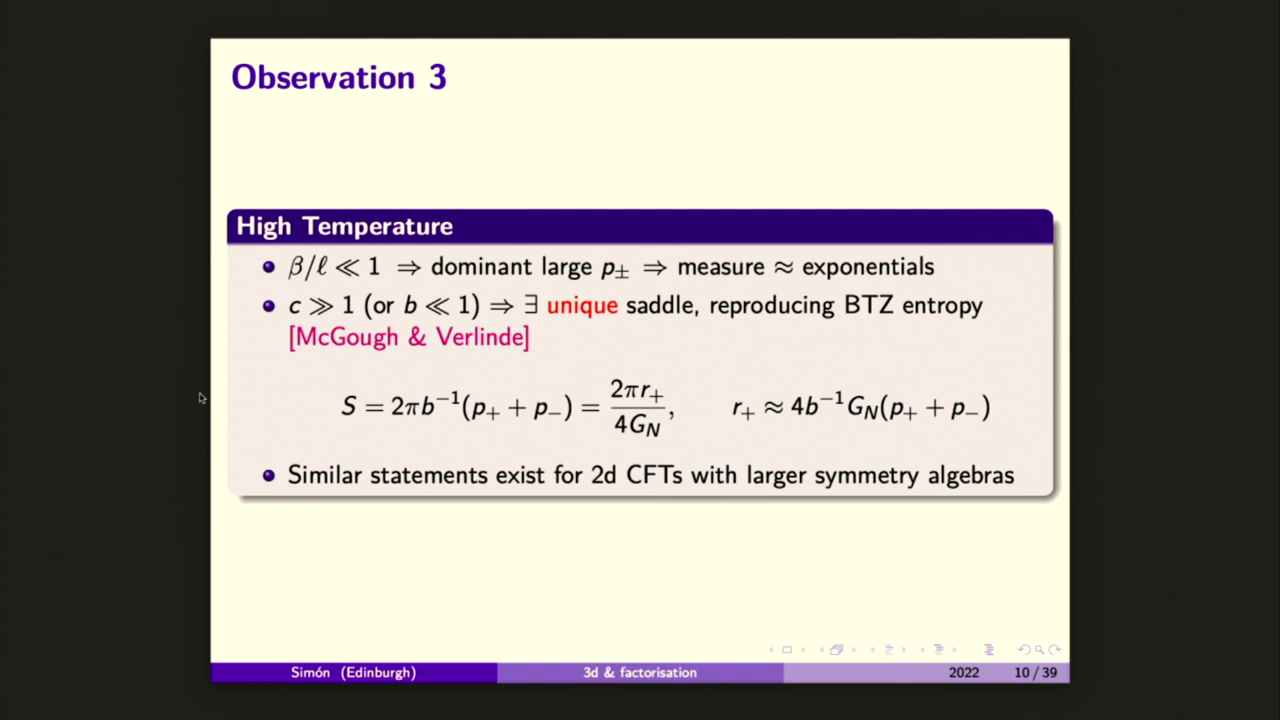 Observation 3
High Temperature
β/ℓ ≪ 1 ⇒ dominant large p± ⇒ measure ≈ exponentials
c ≫ 1 (or b ≪ 1) ⇒ ∃ unique saddle, reproducing BTZ entropy
[McGough & Verlinde]
S = 2πb⁻¹(p₊ + p₋) = 2πr₊ / 4G_N, r₊ ≈ 4b⁻¹G_N(p₊ + p₋)
Similar statements exist for 2d CFTs with larger symmetry algebras
Simón (Edinburgh) 3d & factorisation 2022 10 / 39